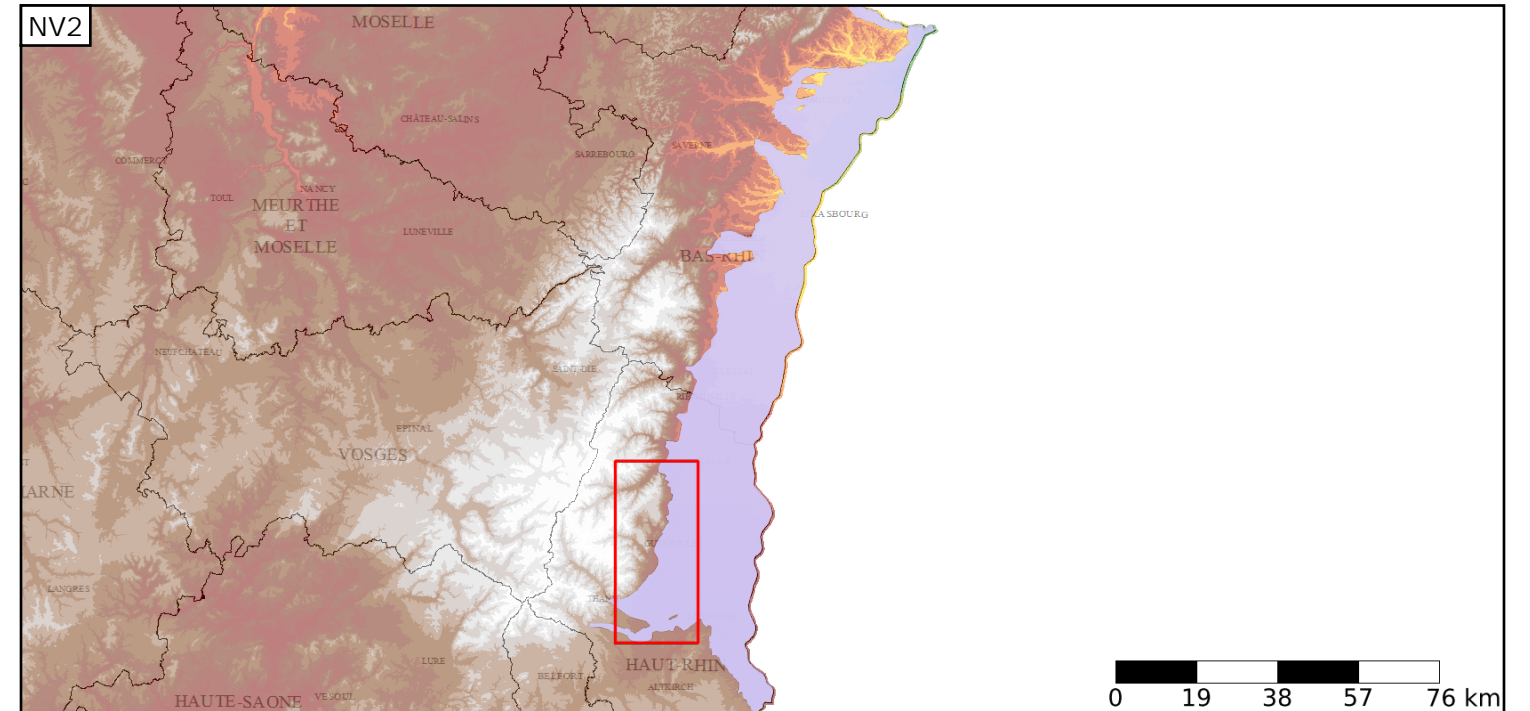 NV2
MOSELLE
CHÂTEAU-SALINS
SAVERNE
SARREBOURG
COMMERCY
NANCY
TOUL
MEURTHE
ET
MOSELLE
LUNEVILLE
BAS-RHIN
NEUFCHATEAU
SAINT-DIE
EPINAL
VOSGES
LANGRES
LURE
BELFORT
HAUT-RHIN
ALTKIRCH
HAUTE-SAONE
VESOUL
0 19 38 57 76 km